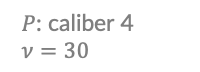 P: caliber 4
ν = 30